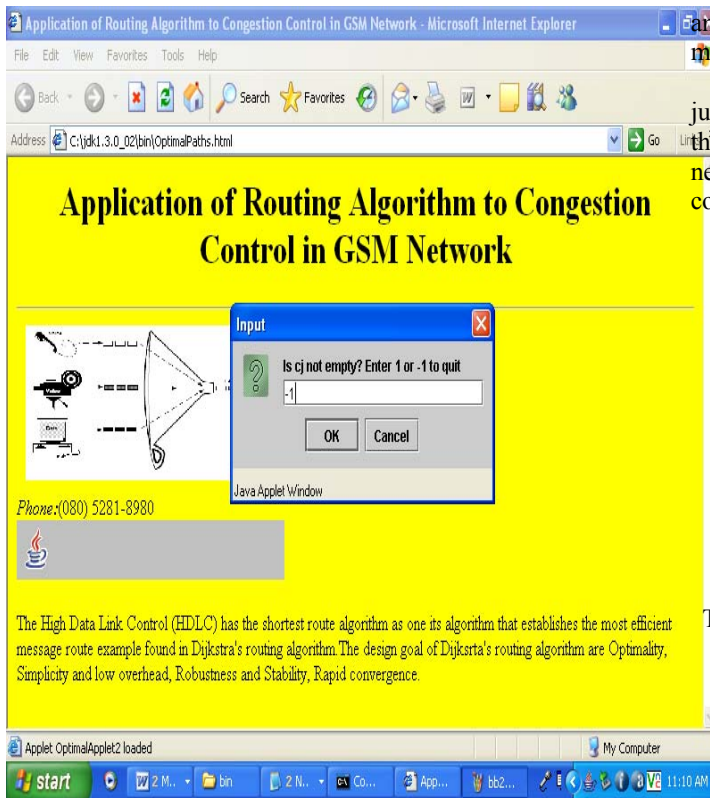 Application of Routing Algorithm to Congestion Control in GSM Network - Microsoft Internet Explorer
File Edit View Favorites Tools Help
Back Search Favorites
Address C:\jdk1.3.0_02\bin\OptimalPaths.html Go
Application of Routing Algorithm to Congestion
Control in GSM Network
Input
Is cj not empty? Enter 1 or -1 to quit
-1
OK Cancel
Java Applet Window
Phone:(080) 5281-8980
The High Data Link Control (HDLC) has the shortest route algorithm as one its algorithm that establishes the most efficient
message route example found in Dijkstra's routing algorithm.The design goal of Dijksrta's routing algorithm are Optimality,
Simplicity and low overhead, Robustness and Stability, Rapid convergence.
Applet OptimalApplet2 loaded My Computer
start 2 M.. bin 2 N.. Co... App... bb2... 11:10 AM